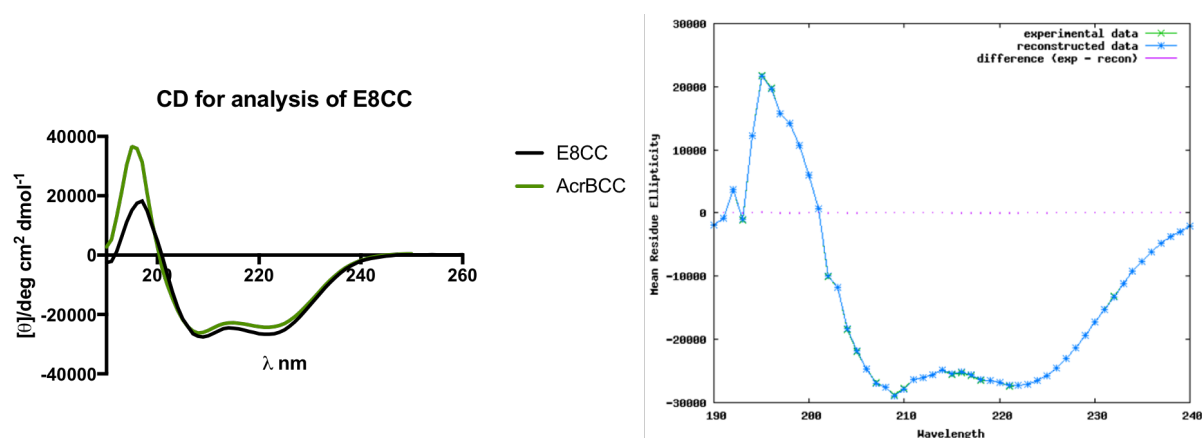 CD for analysis of E8CC
40000
20000
0
-20000
-40000
200
220
240
260
[θ]/deg cm2 dmol-1
λ nm
E8CC
AcrBCC
30000
20000
10000
0
-10000
-20000
-30000
190
200
210
220
230
240
Mean Residue Ellipticity
Wavelength
experimental data
reconstructed data
difference (exp - recon)